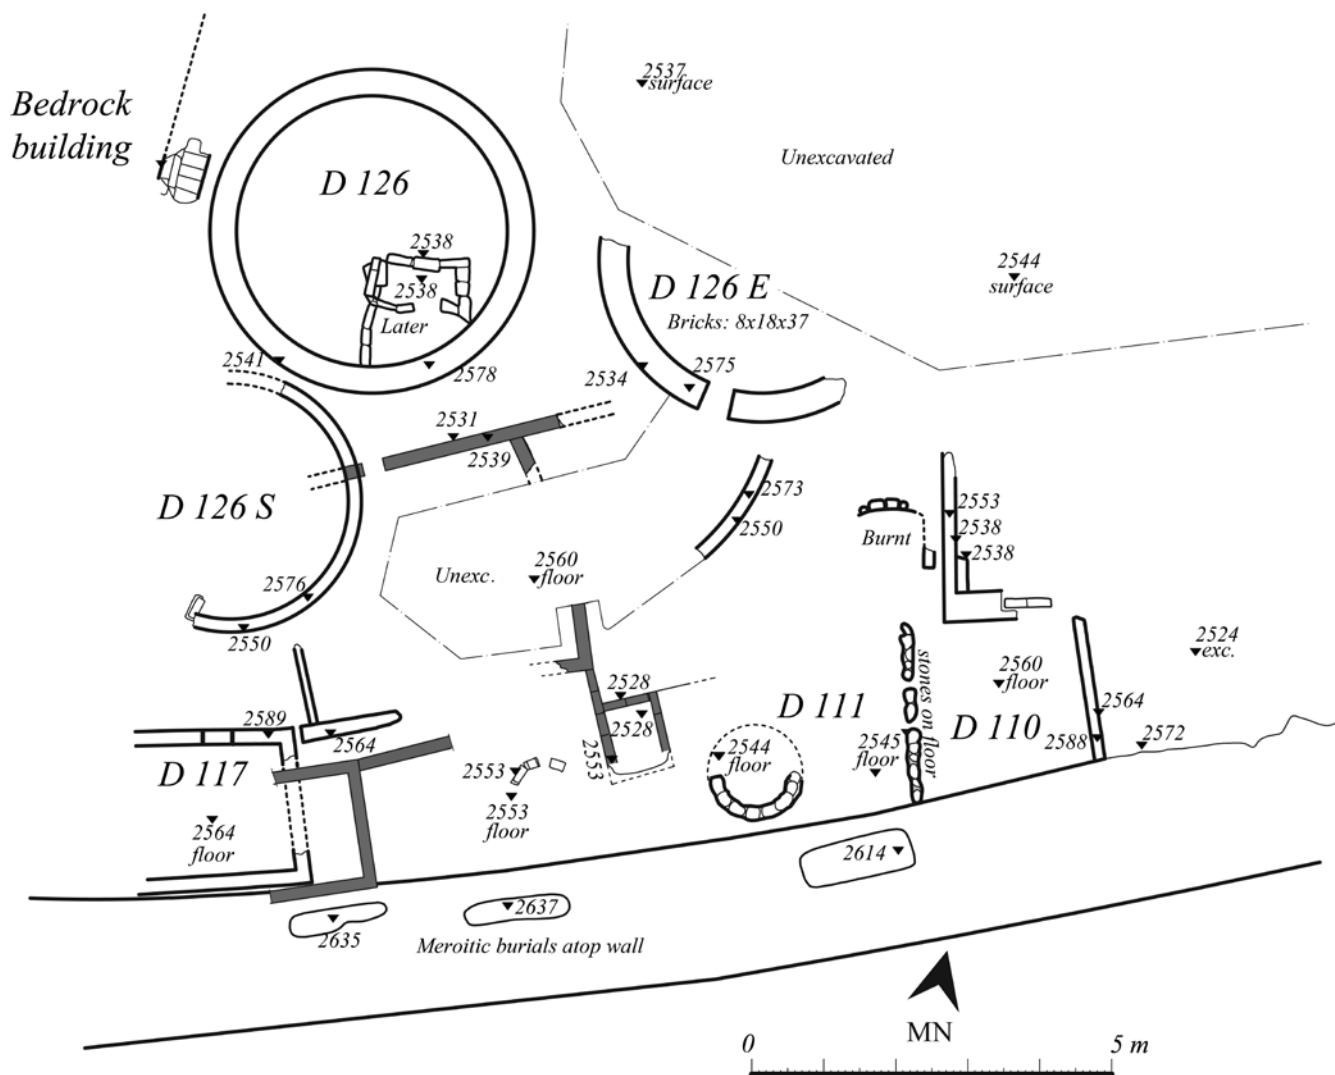 2537
surface
Bedrock
building
Unexcavated
D 126
2538
2538
Later
2544
surface
D 126 E
Bricks: 8x18x37
2541
2578
2534
2575
2531
2539
D 126 S
2573
2550
2553
2538
2538
Burnt
Unexc.
2560
floor
2576
2550
2524
exc.
2560
floor
stones on floor
2528
2528
2553
D 111
D 110
2564
2588
2572
2589
2564
D 117
2544
floor
2545
floor
2553
2553
floor
2564
floor
2614
2637
2635
Meroitic burials atop wall
MN
0
5 m